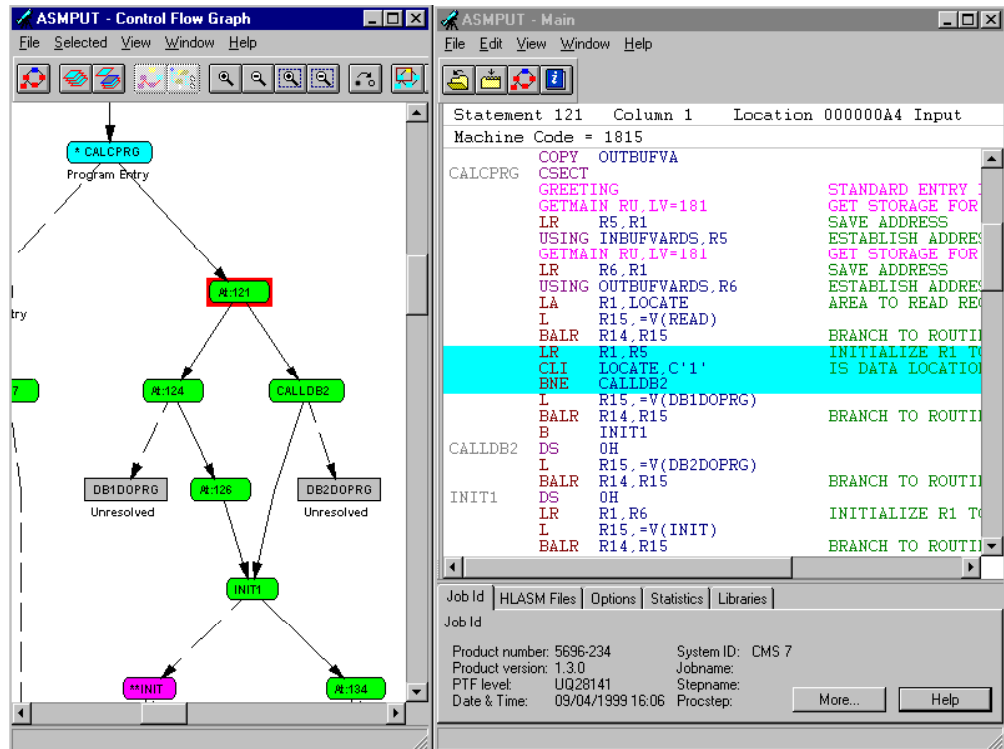 ASMPUT - Control Flow Graph
File Selected View Window Help
* CALCPRG
Program Entry
At:121
try
7
At:124
CALLDB2
DB1DOPRG
Unresolved
At:126
DB2DOPRG
Unresolved
INIT1
**INIT
At:134
ASMPUT - Main
File Edit View Window Help
Statement 121 Column 1 Location 000000A4 Input
Machine Code = 1815
COPY OUTBUFVA
CALCPRG CSECT
GREETING STANDARD ENTRY
GETMAIN RU,LV=181 GET STORAGE FOR
LR R5,R1 SAVE ADDRESS
USING INBUFVARDS,R5 ESTABLISH ADDRES
GETMAIN RU,LV=181 GET STORAGE FOR
LR R6,R1 SAVE ADDRESS
USING OUTBUFVARDS,R6 ESTABLISH ADDRES
LA R1,LOCATE AREA TO READ REC
L R15,=V(READ)
BALR R14,R15 BRANCH TO ROUTI
LR R1,R5 INITIALIZE R1 TO
CLI LOCATE,C'1' IS DATA LOCATIO
BNE CALLDB2
L R15,=V(DB1DOPRG)
BALR R14,R15 BRANCH TO ROUTI
B INIT1
CALLDB2 DS 0H
L R15,=V(DB2DOPRG)
BALR R14,R15 BRANCH TO ROUTI
INIT1 DS 0H
LR R1,R6 INITIALIZE R1 TO
L R15,=V(INIT)
BALR R14,R15 BRANCH TO ROUTI
Job Id HLASM Files Options Statistics Libraries
Job Id
Product number: 5696-234 System ID: CMS 7
Product version: 1.3.0 Jobname:
PTF level: UQ28141 Stepname:
Date & Time: 09/04/1999 16:06 Procstep:
More... Help